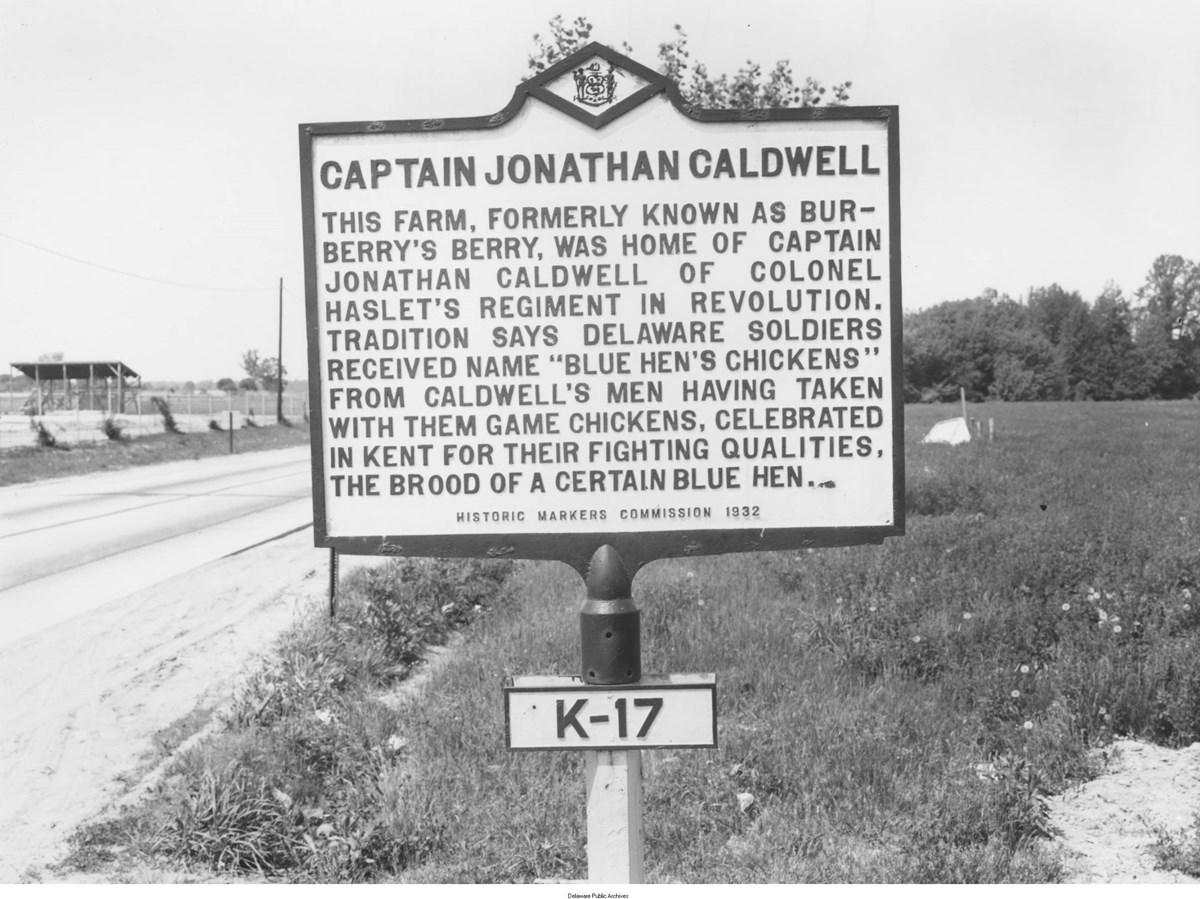 CAPTAIN JONATHAN CALDWELL
THIS FARM, FORMERLY KNOWN AS BUR-
BERRY'S BERRY, WAS HOME OF CAPTAIN
JONATHAN CALDWELL OF COLONEL
HASLET'S REGIMENT IN REVOLUTION.
TRADITION SAYS DELAWARE SOLDIERS
RECEIVED NAME "BLUE HEN'S CHICKENS"
FROM CALDWELL'S MEN HAVING TAKEN
WITH THEM GAME CHICKENS, CELEBRATED
IN KENT FOR THEIR FIGHTING QUALITIES,
THE BROOD OF A CERTAIN BLUE HEN.
HISTORIC MARKERS COMMISSION 1932
K-17
Delaware Public Archives